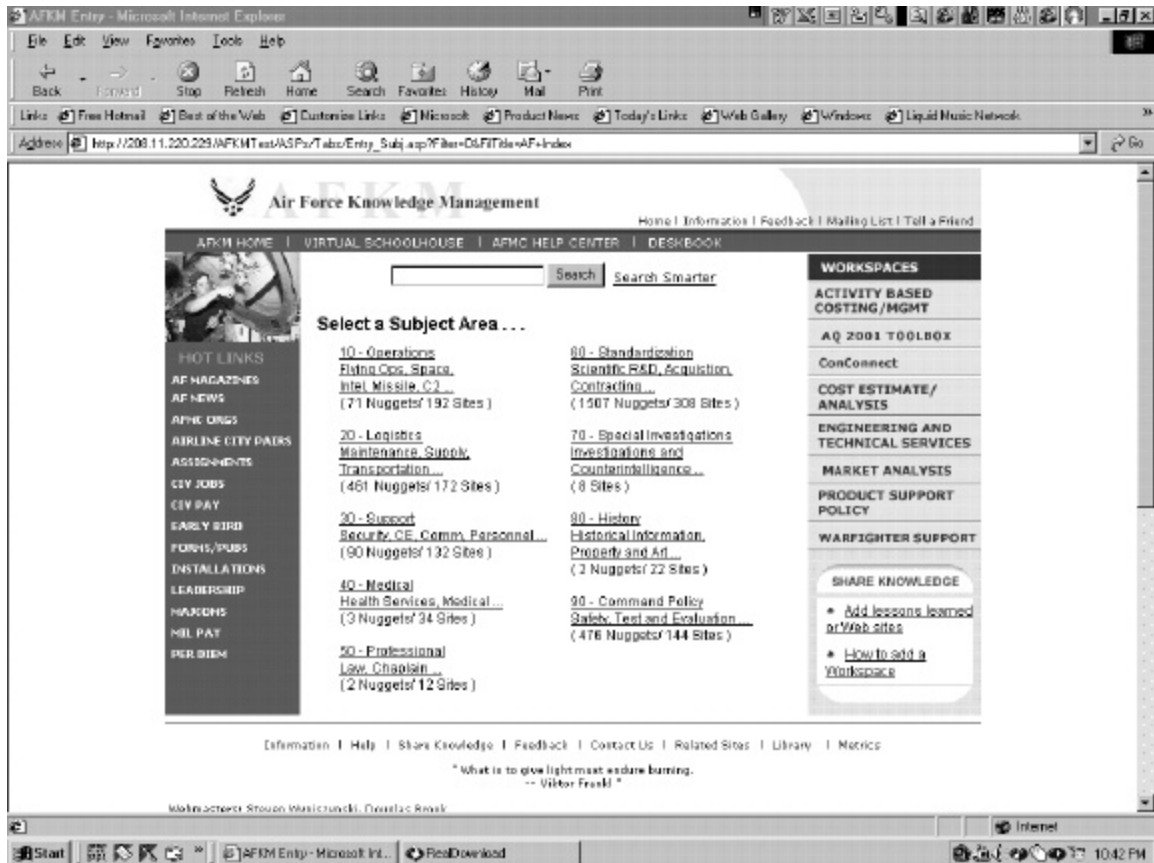 AFKM Entry - Microsoft Internet Explorer
File Edit View Favorites Tools Help
Back Forward Stop Refresh Home Search Favorites History Mail Print
Links Free Hotmail Best of the Web Customize Links Microsoft Product News Today's Links Web Gallery Windows Liquid Music Network
Address http://208.11.220.229/AFKMTest/ASPs/Tabs/Entry_Subj.asp?Filter=D&FilTitle=AF+Index Go
AFKM
Air Force Knowledge Management
Home | Information | Feedback | Mailing List | Tell a Friend
AFKM HOME | VIRTUAL SCHOOLHOUSE | AFMC HELP CENTER | DESKBOOK
Search Search Smarter
Select a Subject Area . . .
HOT LINKS
AF MAGAZINES
AF NEWS
AFMC ORGS
AIRLINE CITY PAIRS
ASSIGNMENTS
CIV JOBS
CIV PAY
EARLY BIRD
FORMS/PUBS
INSTALLATIONS
LEADERSHIP
MAJCOMS
MIL PAY
PER DIEM
10 - Operations
Flying Ops, Space,
Intel, Missile, C2 ...
(71 Nuggets/ 192 Sites )
20 - Logistics
Maintenance, Supply,
Transportation ...
(461 Nuggets/ 172 Sites )
30 - Support
Security, CE, Comm, Personnel ...
(90 Nuggets/ 132 Sites )
40 - Medical
Health Services, Medical ...
(3 Nuggets/ 34 Sites )
50 - Professional
Law, Chaplain ...
(2 Nuggets/ 12 Sites )
60 - Standardization
Scientific R&D, Acquisition,
Contracting ...
(1507 Nuggets/ 308 Sites )
70 - Special Investigations
Investigations and
Counterintelligence ...
(8 Sites )
80 - History
Historical Information,
Property and Art ...
( Nuggets/ 22 Sites )
90 - Command Policy
Safety, Test and Evaluation ...
( 476 Nuggets/ 144 Sites )
WORKSPACES
ACTIVITY BASED
COSTING/MGMT
AQ 2001 TOOLBOX
ConConnect
COST ESTIMATE/
ANALYSIS
ENGINEERING AND
TECHNICAL SERVICES
MARKET ANALYSIS
PRODUCT SUPPORT
POLICY
WARFIGHTER SUPPORT
SHARE KNOWLEDGE
• Add lessons learned
or Web sites
• How to add a
Workspace
Information | Help | Share Knowledge | Feedback | Contact Us | Related Sites | Library | Metrics
" What is to give light must endure burning.
-- Viktor Frankl "
Webmasters: Steven Douglas
Internet
Start AFKM Entry - Microsoft Int... RealDownload 10:42 PM